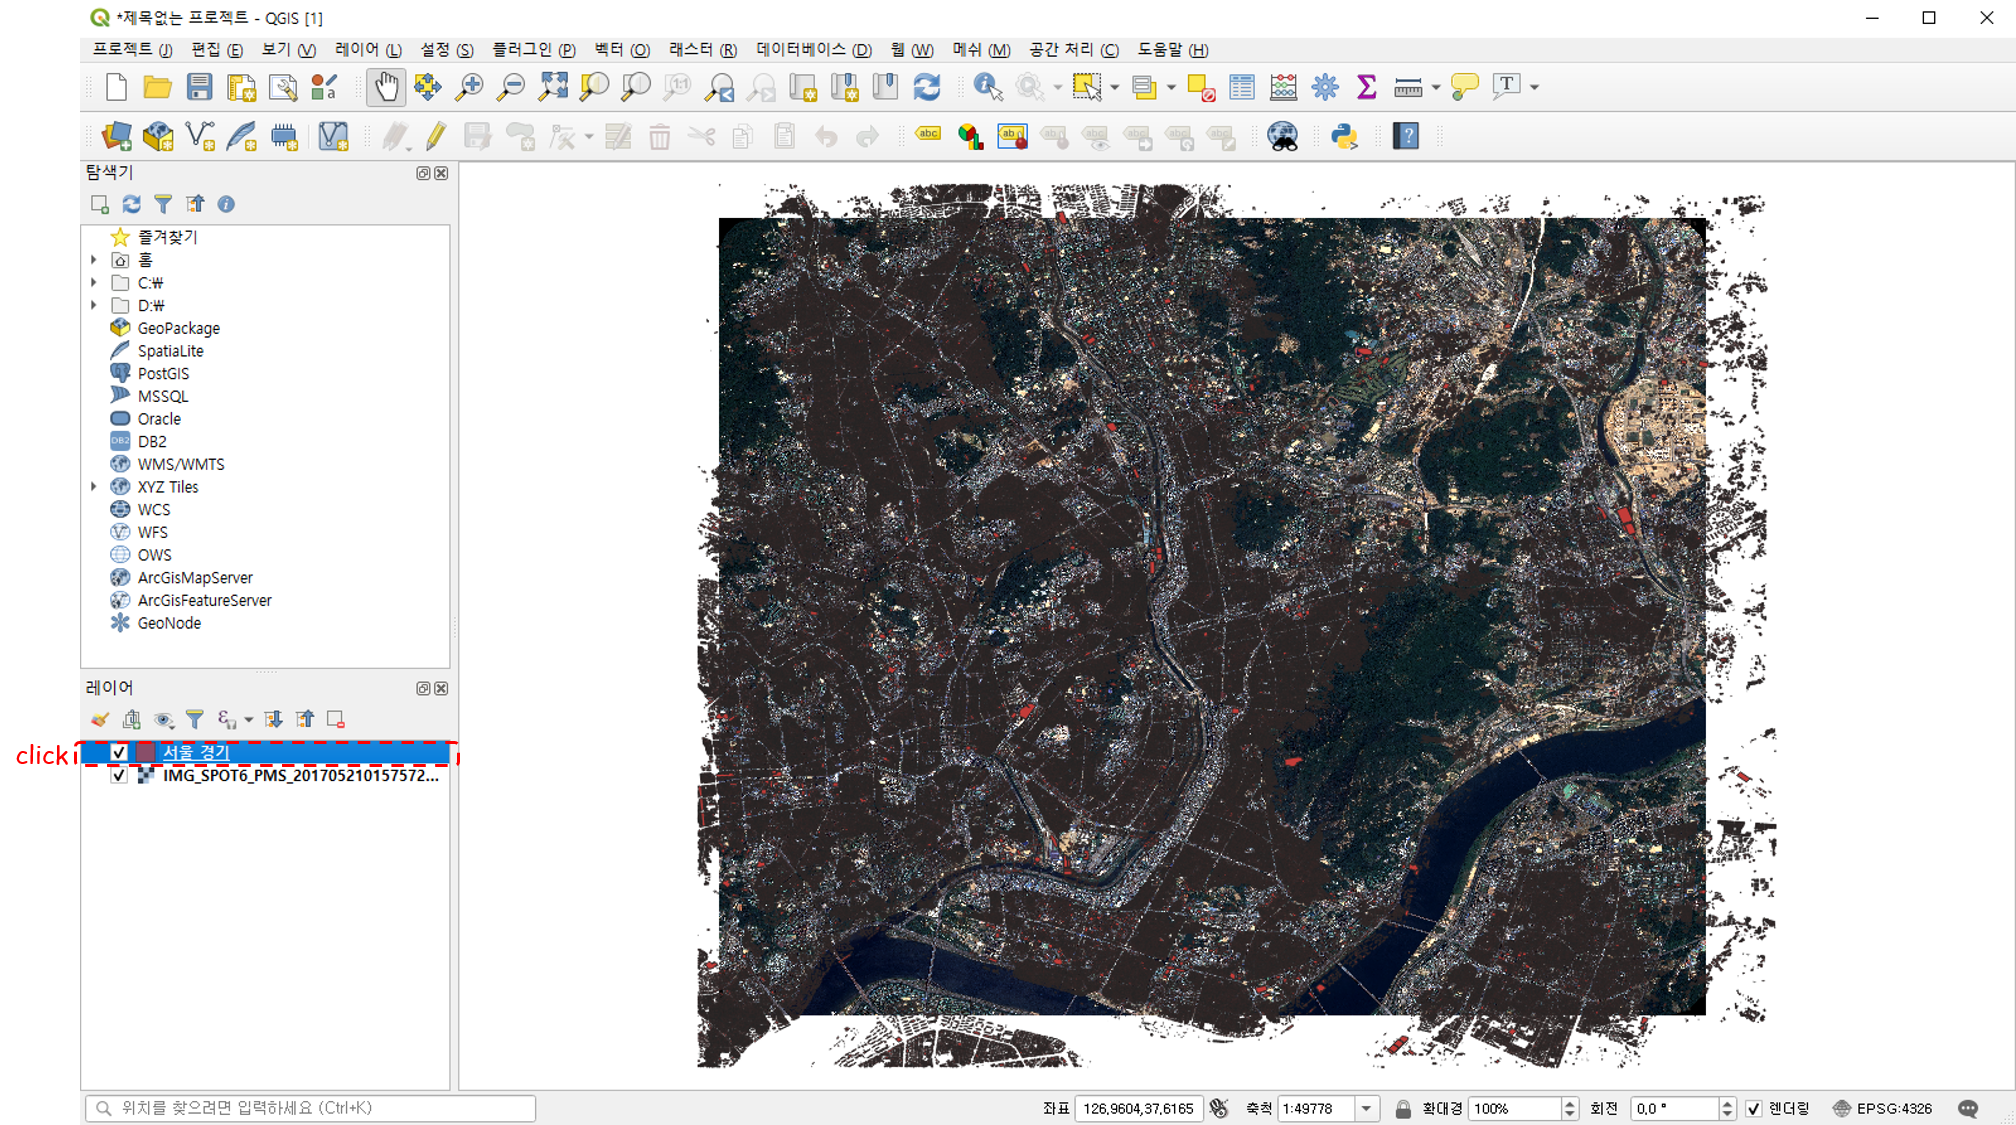 *제목없는 프로젝트 - QGIS [1]
프로젝트 (J) 편집 (E) 보기 (V) 레이어 (L) 설정 (S) 플러그인 (P) 벡터 (O) 래스터 (R) 데이터베이스 (D) 웹 (W) 메쉬 (M) 공간 처리 (C) 도움말 (H)
탐색기
즐겨찾기
홈
C:₩
D:₩
GeoPackage
SpatiaLite
PostGIS
MSSQL
Oracle
DB2
WMS/WMTS
XYZ Tiles
WCS
WFS
OWS
ArcGisMapServer
ArcGisFeatureServer
GeoNode
레이어
click
서울 경기
IMG_SPOT6_PMS_201705210157572...
위치를 찾으려면 입력하세요 (Ctrl+K)
좌표 126,9604,37,6165 축척 1:49778 확대경 100% 회전 0,0 ° 렌더링 EPSG:4326